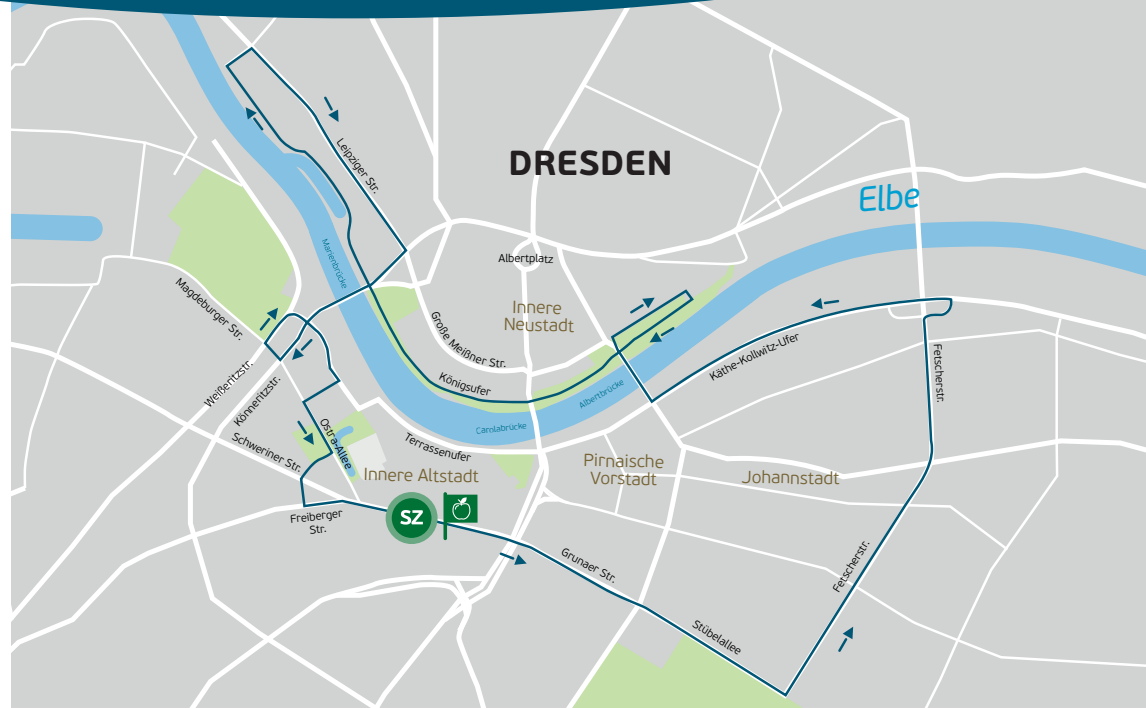 DRESDEN
Elbe
Leipziger Str.
Marienbrücke
Albertplatz
Innere
Neustadt
Magdeburger Str.
Große Meißner Str.
Königsufer
Käthe-Kollwitz-Ufer
Fetscherstr.
Albertbrücke
Carolabrücke
Weißeritzstr.
Könneritzstr.
Schweriner Str.
Ostra-Allee
Terrassenufer
Innere Altstadt
Pirnaische
Vorstadt
Johannstadt
SZ
Freiberger
Str.
Grunaer Str.
Fetscherstr.
Stübelallee